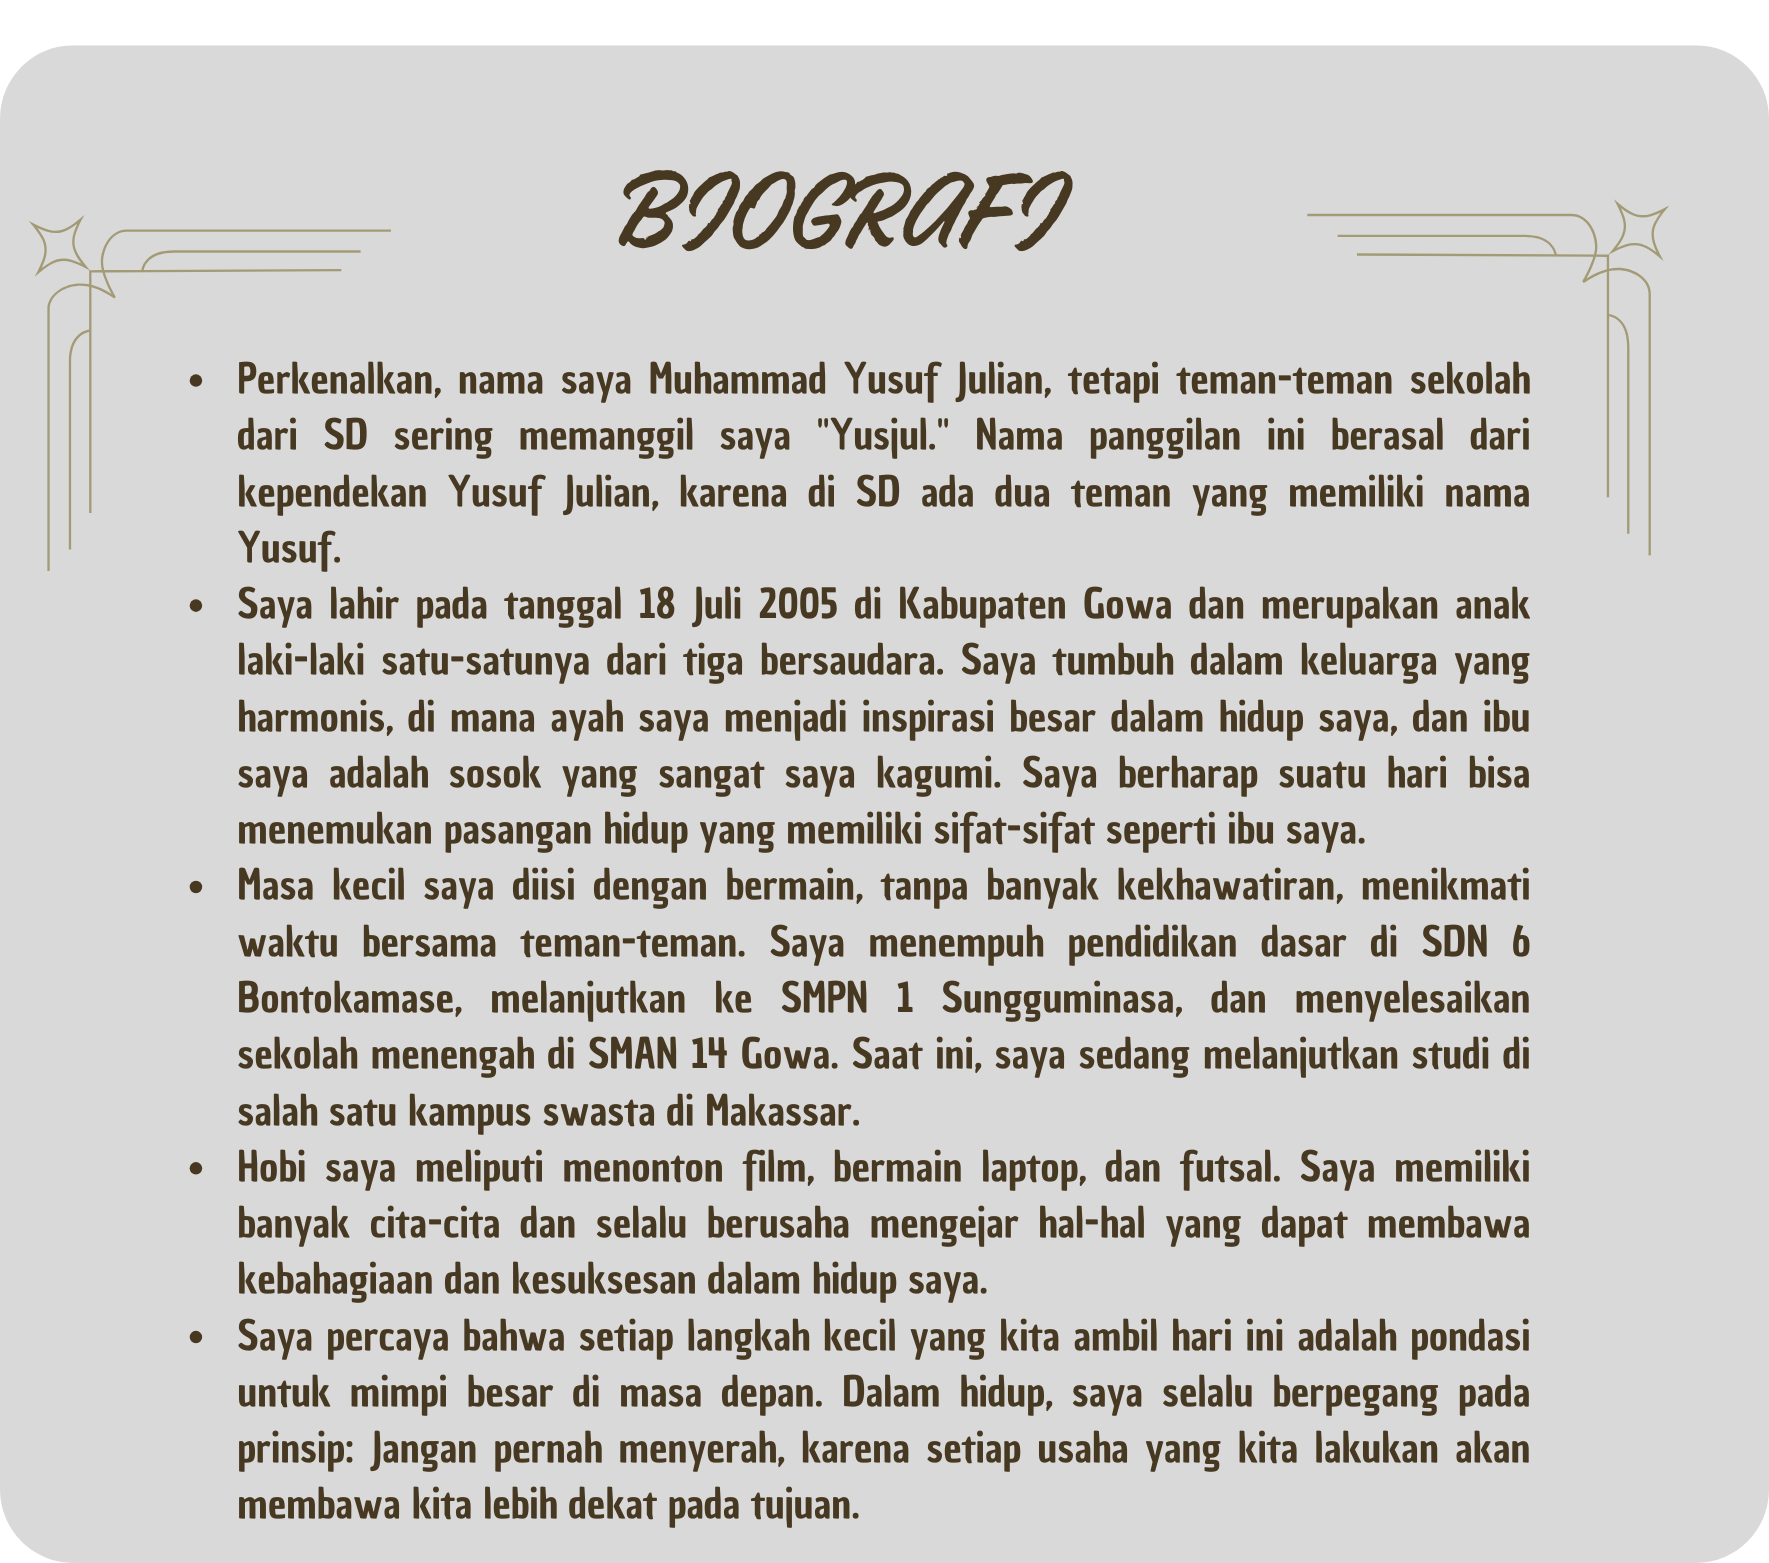 BIOGRAFI
• Perkenalkan, nama saya Muhammad Yusuf Julian, tetapi teman-teman sekolah
dari SD sering memanggil saya "Yusjul." Nama panggilan ini berasal dari
kependekan Yusuf Julian, karena di SD ada dua teman yang memiliki nama
Yusuf.
• Saya lahir pada tanggal 18 Juli 2005 di Kabupaten Gowa dan merupakan anak
laki-laki satu-satunya dari tiga bersaudara. Saya tumbuh dalam keluarga yang
harmonis, di mana ayah saya menjadi inspirasi besar dalam hidup saya, dan ibu
saya adalah sosok yang sangat saya kagumi. Saya berharap suatu hari bisa
menemukan pasangan hidup yang memiliki sifat-sifat seperti ibu saya.
• Masa kecil saya diisi dengan bermain, tanpa banyak kekhawatiran, menikmati
waktu bersama teman-teman. Saya menempuh pendidikan dasar di SDN 6
Bontokamase, melanjutkan ke SMPN 1 Sungguminasa, dan menyelesaikan
sekolah menengah di SMAN 14 Gowa. Saat ini, saya sedang melanjutkan studi di
salah satu kampus swasta di Makassar.
• Hobi saya meliputi menonton film, bermain laptop, dan futsal. Saya memiliki
banyak cita-cita dan selalu berusaha mengejar hal-hal yang dapat membawa
kebahagiaan dan kesuksesan dalam hidup saya.
• Saya percaya bahwa setiap langkah kecil yang kita ambil hari ini adalah pondasi
untuk mimpi besar di masa depan. Dalam hidup, saya selalu berpegang pada
prinsip: Jangan pernah menyerah, karena setiap usaha yang kita lakukan akan
membawa kita lebih dekat pada tujuan.